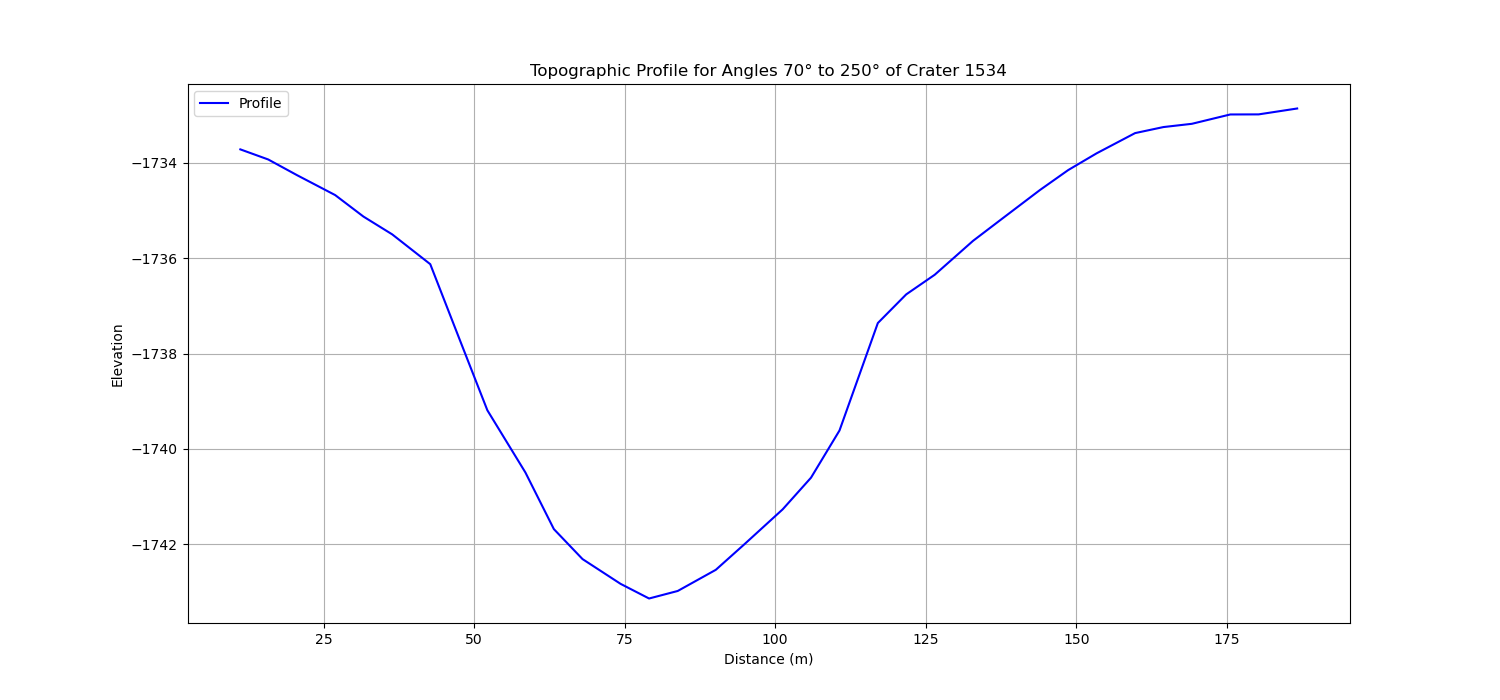 Topographic Profile for Angles 70° to 250° of Crater 1534
Profile
−1734
−1736
−1738
−1740
−1742
Elevation
25 50 75 100 125 150 175
Distance (m)